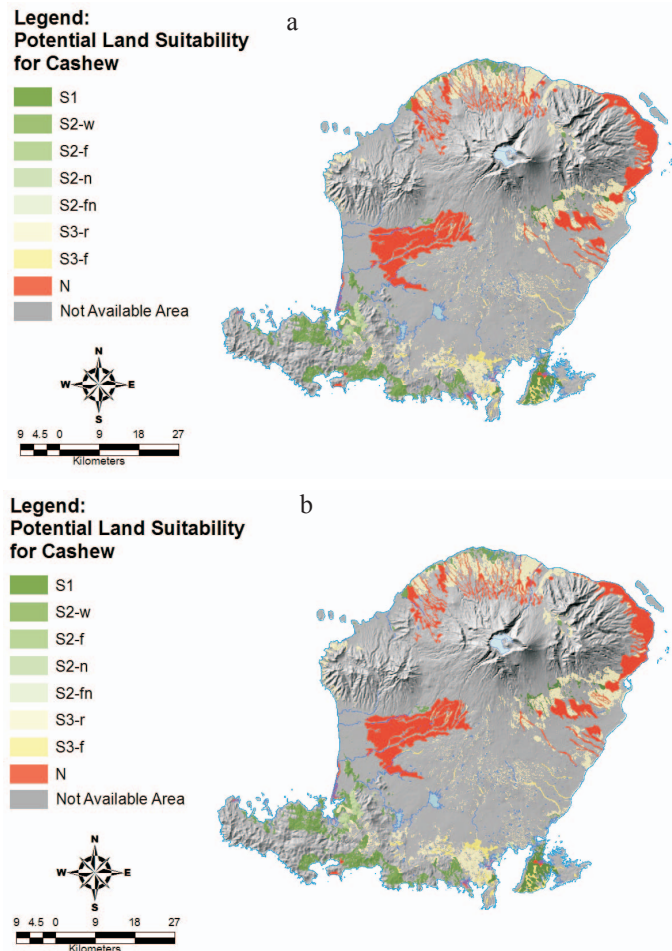 Legend:
Potential Land Suitability
for Cashew
S1
S2-w
S2-f
S2-n
S2-fn
S3-r
S3-f
N
Not Available Area
N
W E
S
9 4.5 0 9 18 27
Kilometers
a
Legend:
Potential Land Suitability
for Cashew
S1
S2-w
S2-f
S2-n
S2-fn
S3-r
S3-f
N
Not Available Area
N
W E
S
9 4.5 0 9 18 27
Kilometers
b